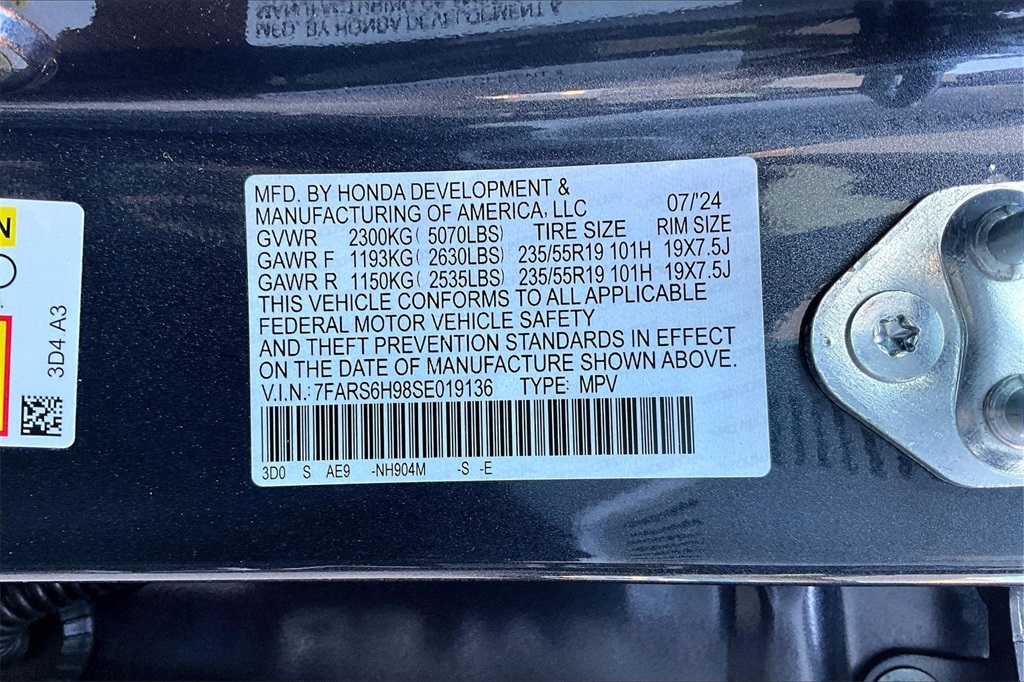 MFD. BY HONDA DEVELOPMENT &
MANUFACTURING OF AMERICA, LLC 07/'24
GVWR 2300KG( 5070LBS) TIRE SIZE RIM SIZE
GAWR F 1193KG( 2630LBS) 235/55R19 101H 19X7.5J
GAWR R 1150KG( 2535LBS) 235/55R19 101H 19X7.5J
THIS VEHICLE CONFORMS TO ALL APPLICABLE
FEDERAL MOTOR VEHICLE SAFETY
AND THEFT PREVENTION STANDARDS IN EFFECT
ON THE DATE OF MANUFACTURE SHOWN ABOVE.
V.I.N.: 7FARS6H98SE019136 TYPE: MPV
3D0 S AE9 -NH904M -S -E
N
3D4 A3